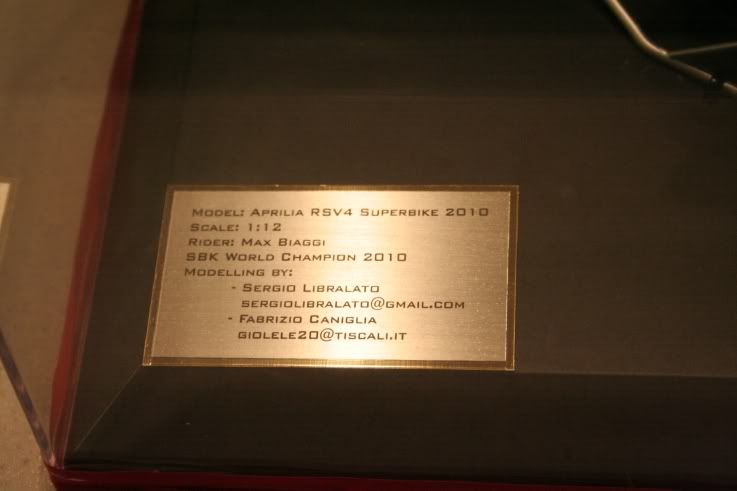 Model: Aprilia RSV4 Superbike 2010
Scale: 1:12
Rider: Max Biaggi
SBK World Champion 2010
Modelling by:
- Sergio Libralato
sergiolibralato@gmail.com
- Fabrizio Caniglia
giolele20@tiscali.it